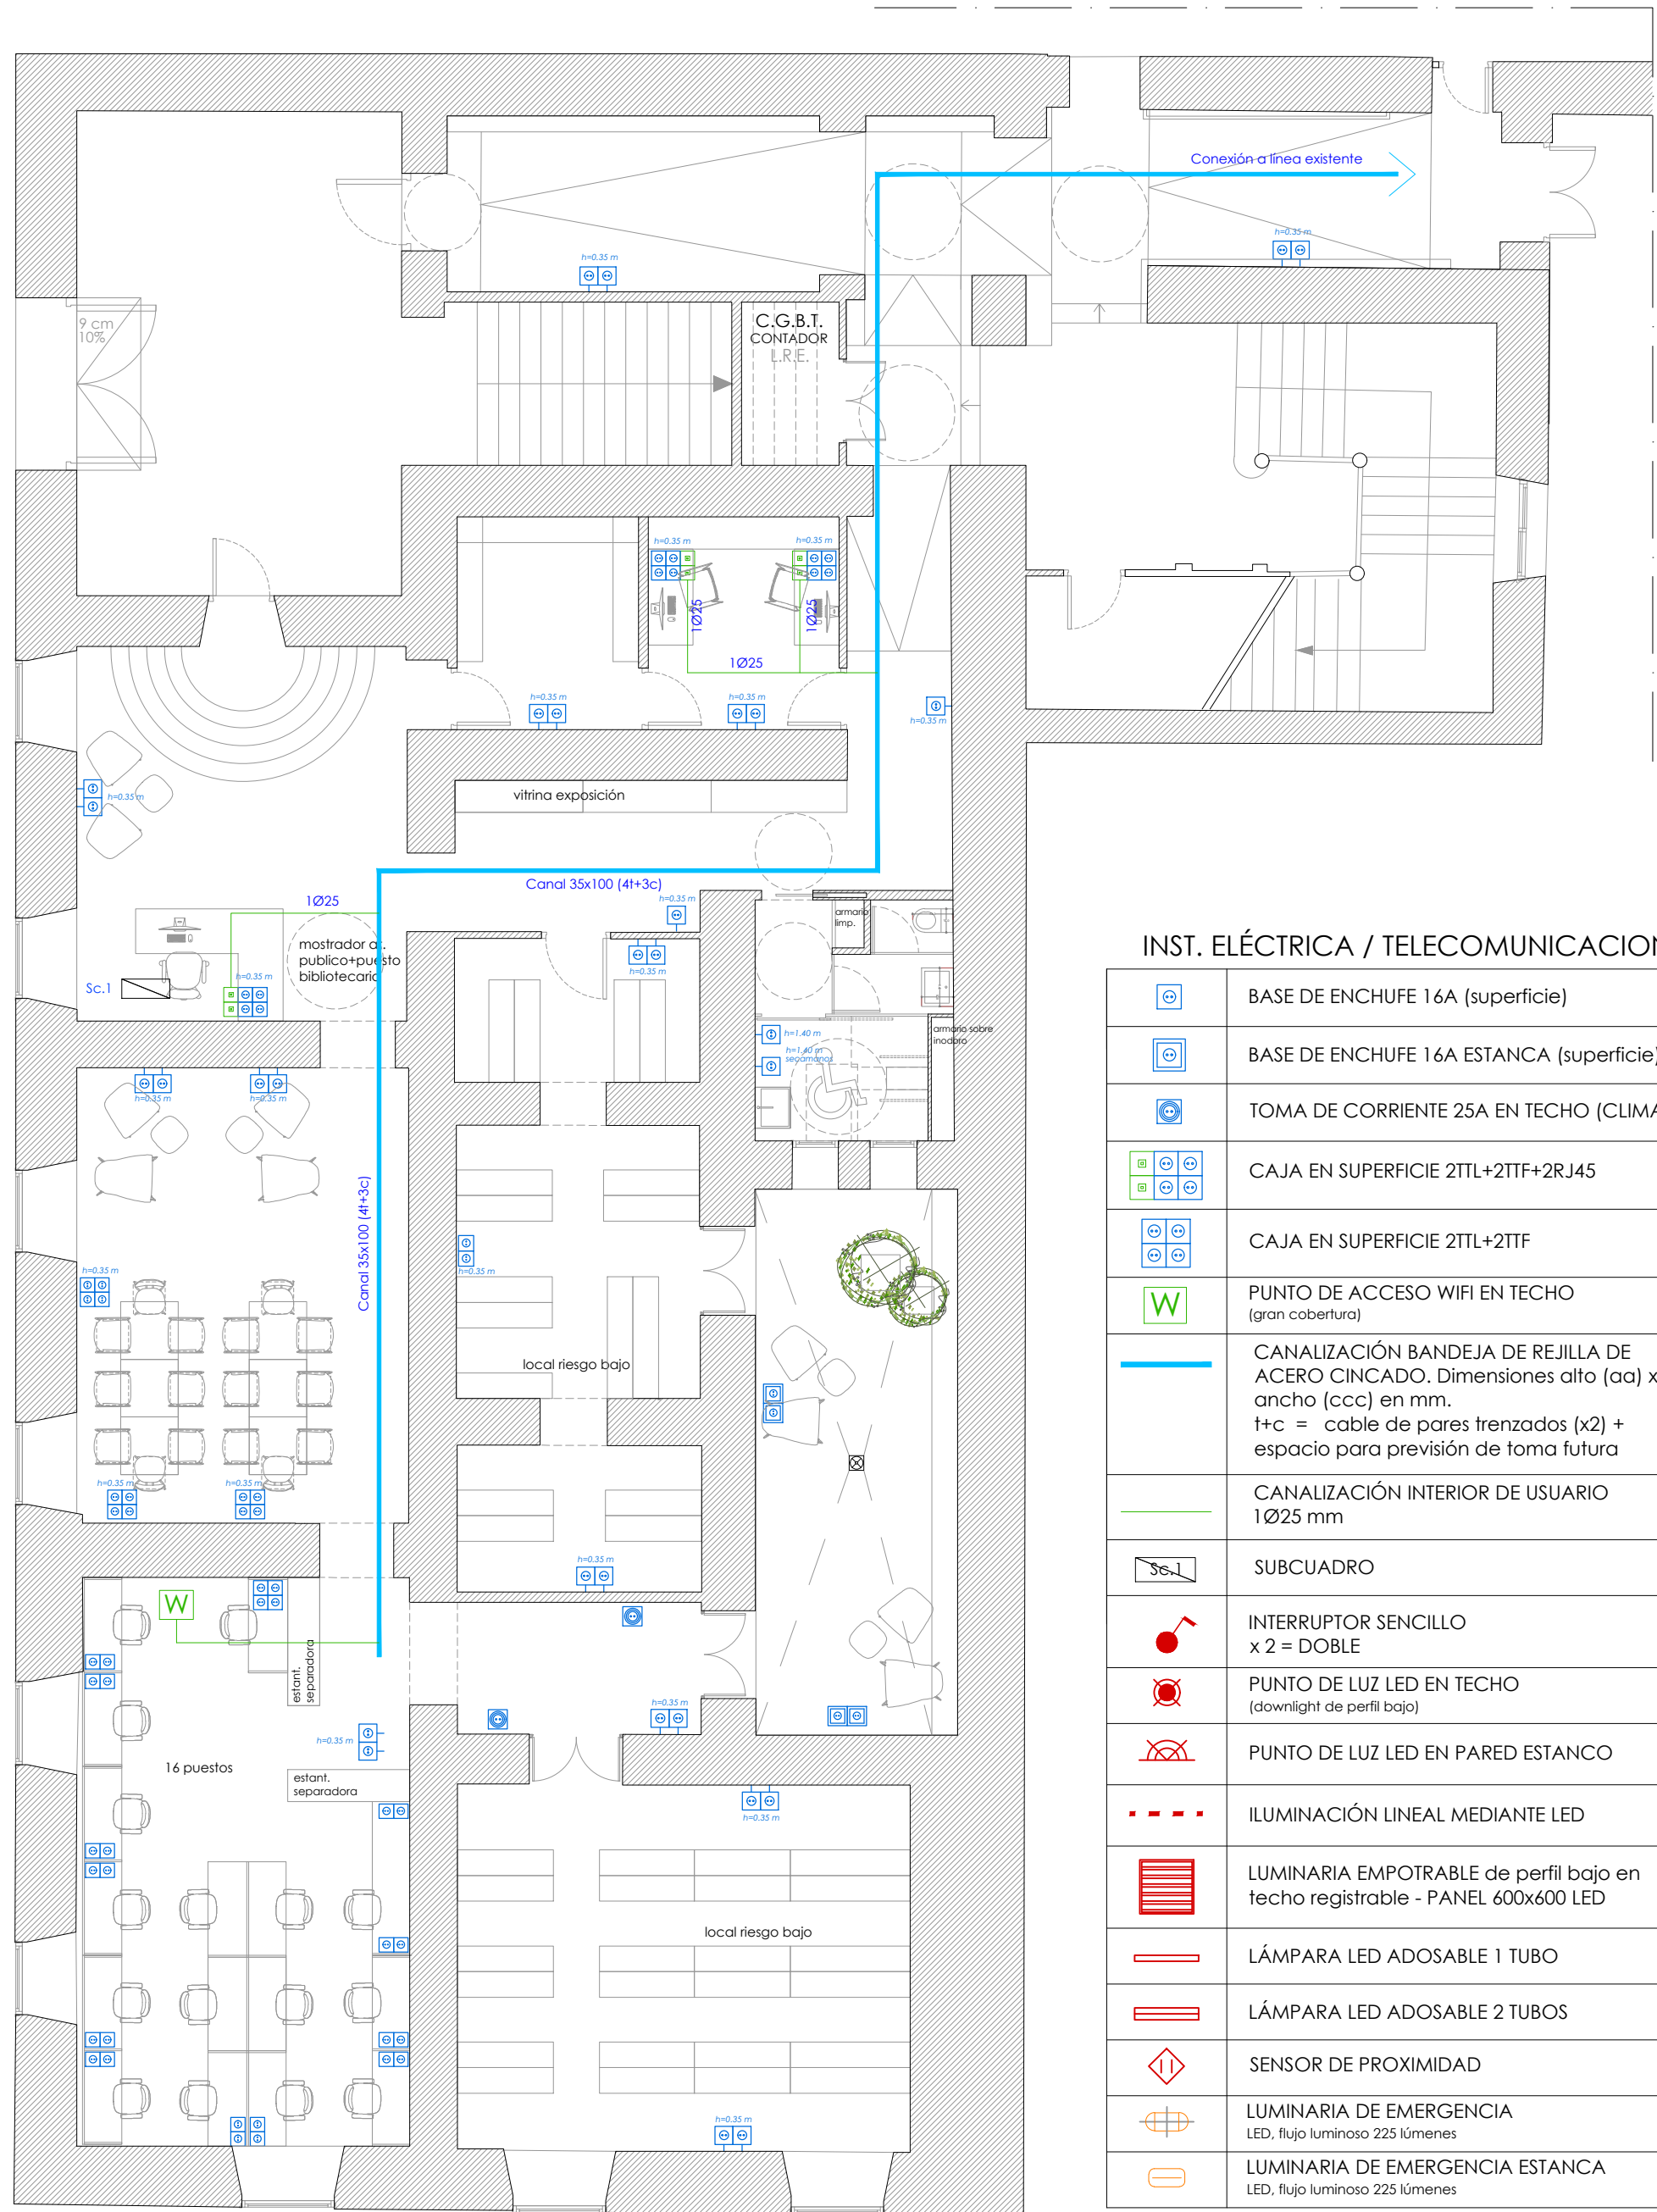 Conexión a línea existente
h=0.35 m
h=0.35 m
9 cm
10%
C.G.B.T.
CONTADOR
L.R.E.
h=0.35 m
h=0.35 m
1Ø25
1Ø25
1Ø25
h=0.35 m
h=0.35 m
h=0.35 m
h=0.35 m
vitrina exposición
Canal 35x100 (4t+3c)
1Ø25
h=0.35 m
armario
limp.
mostrador at.
publico+puesto
bibliotecario
h=0.35 m
h=0.35 m
Sc.1
h=1.40 m
h=1.40 m
secamanos
armario sobre
inodoro
h=0.35 m
h=0.35 m
Canal 35x100 (4t+3c)
h=0.35 m
h=0.35 m
local riesgo bajo
h=0.35 m
h=0.35 m
h=0.35 m
W
estant.
separadora
h=0.35 m
h=0.35 m
16 puestos
estant.
separadora
h=0.35 m
local riesgo bajo
h=0.35 m
INST. ELÉCTRICA / TELECOMUNICACION
BASE DE ENCHUFE 16A (superficie)
BASE DE ENCHUFE 16A ESTANCA (superficie)
TOMA DE CORRIENTE 25A EN TECHO (CLIMA
CAJA EN SUPERFICIE 2TTL+2TTF+2RJ45
CAJA EN SUPERFICIE 2TTL+2TTF
W
PUNTO DE ACCESO WIFI EN TECHO
(gran cobertura)
CANALIZACIÓN BANDEJA DE REJILLA DE
ACERO CINCADO. Dimensiones alto (aa) x
ancho (ccc) en mm.
t+c = cable de pares trenzados (x2) +
espacio para previsión de toma futura
CANALIZACIÓN INTERIOR DE USUARIO
1Ø25 mm
Sc.1
SUBCUADRO
INTERRUPTOR SENCILLO
x 2 = DOBLE
PUNTO DE LUZ LED EN TECHO
(downlight de perfil bajo)
PUNTO DE LUZ LED EN PARED ESTANCO
ILUMINACIÓN LINEAL MEDIANTE LED
LUMINARIA EMPOTRABLE de perfil bajo en
techo registrable - PANEL 600x600 LED
LÁMPARA LED ADOSABLE 1 TUBO
LÁMPARA LED ADOSABLE 2 TUBOS
SENSOR DE PROXIMIDAD
LUMINARIA DE EMERGENCIA
LED, flujo luminoso 225 lúmenes
LUMINARIA DE EMERGENCIA ESTANCA
LED, flujo luminoso 225 lúmenes